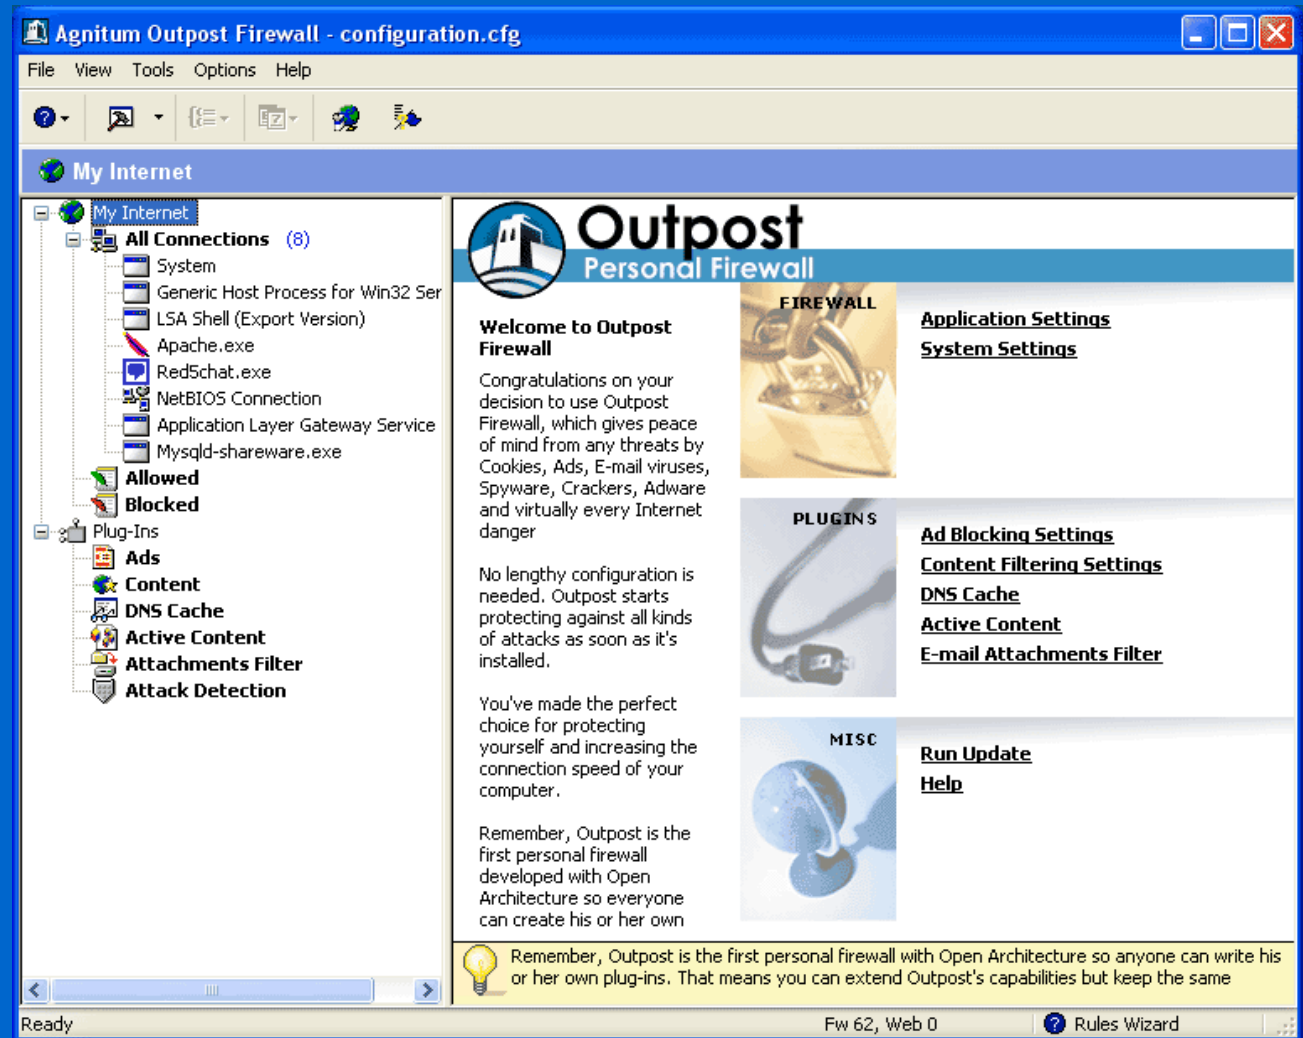 Agnitum Outpost Firewall - configuration.cfg
File View Tools Options Help
My Internet
My Internet
All Connections (8)
System
Generic Host Process for Win32 Ser
LSA Shell (Export Version)
Apache.exe
Red5chat.exe
NetBIOS Connection
Application Layer Gateway Service
Mysqld-shareware.exe
Allowed
Blocked
Plug-Ins
Ads
Content
DNS Cache
Active Content
Attachments Filter
Attack Detection
Outpost
Personal Firewall
Welcome to Outpost
Firewall
Congratulations on your
decision to use Outpost
Firewall, which gives peace
of mind from any threats by
Cookies, Ads, E-mail viruses,
Spyware, Crackers, Adware
and virtually every Internet
danger
No lengthy configuration is
needed. Outpost starts
protecting against all kinds
of attacks as soon as it's
installed.
You've made the perfect
choice for protecting
yourself and increasing the
connection speed of your
computer.
Remember, Outpost is the
first personal firewall
developed with Open
Architecture so everyone
can create his or her own
FIREWALL
Application Settings
System Settings
PLUGINS
Ad Blocking Settings
Content Filtering Settings
DNS Cache
Active Content
E-mail Attachments Filter
MISC
Run Update
Help
Remember, Outpost is the first personal firewall with Open Architecture so anyone can write his
or her own plug-ins. That means you can extend Outpost's capabilities but keep the same
Ready
Fw 62, Web 0
Rules Wizard